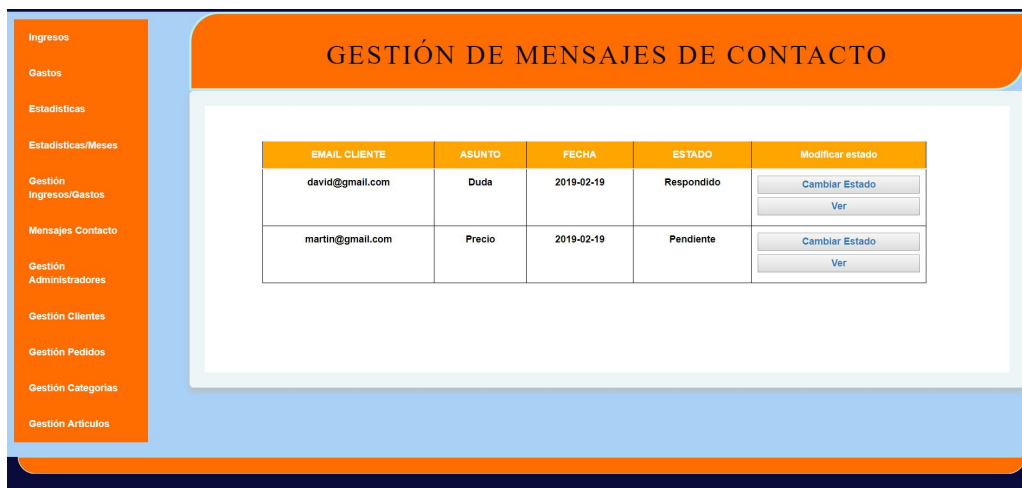 Ingresos
Gastos
Estadisticas
Estadisticas/Meses
Gestión
Ingresos/Gastos
Mensajes Contacto
Gestión
Administradores
Gestión Clientes
Gestión Pedidos
Gestión Categorias
Gestión Articulos
GESTIÓN DE MENSAJES DE CONTACTO
EMAIL CLIENTE ASUNTO FECHA ESTADO Modificar estado
david@gmail.com Duda 2019-02-19 Respondido Cambiar Estado
Ver
martin@gmail.com Precio 2019-02-19 Pendiente Cambiar Estado
Ver